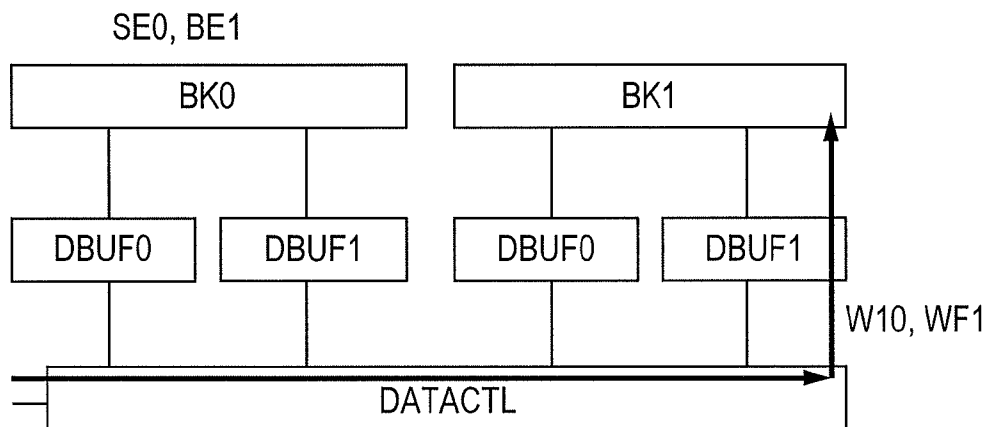 SE0, BE1
BK0 BK1
DBUF0 DBUF1 DBUF0 DBUF1
W10, WF1
DATACTL